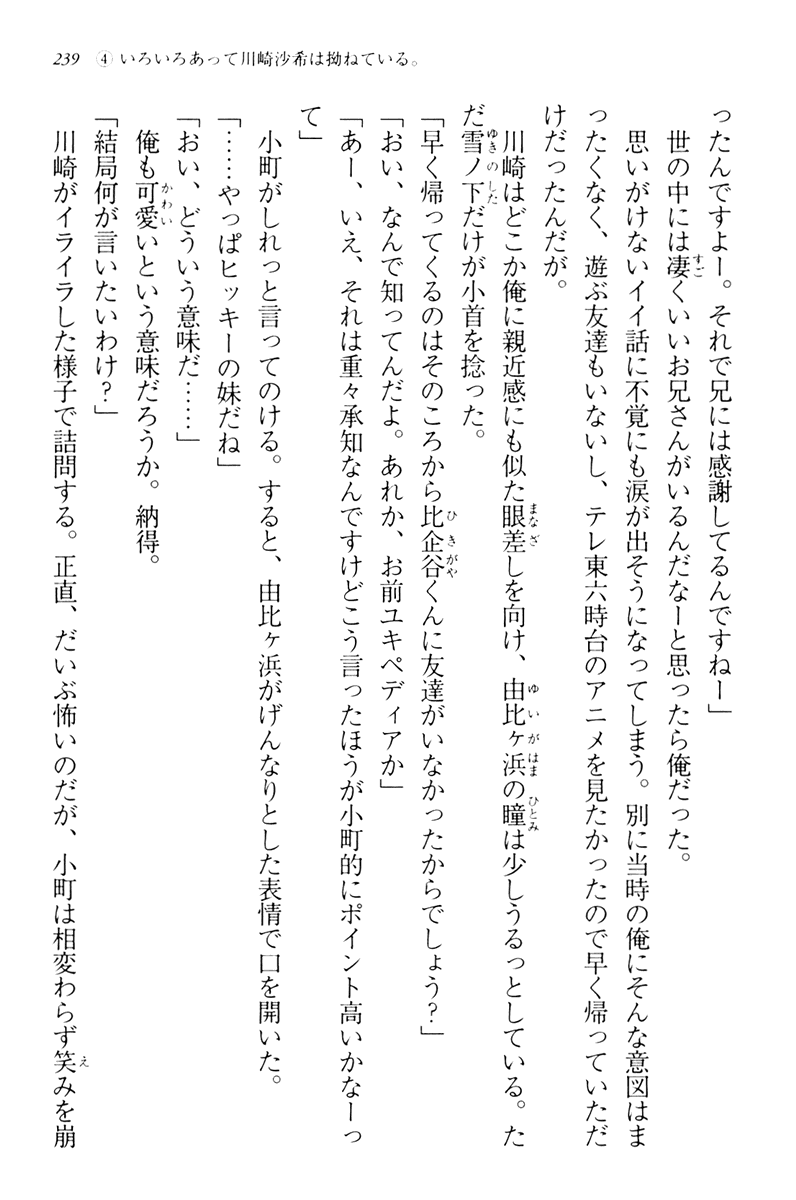 239 ④ いろいろあって川崎沙希は拗ねている。
ったんですよー。それで兄には感謝してるんですねー」
世の中には凄くいいお兄さんがいるんだなーと思ったら俺だった。
思いがけないイイ話に不覚にも涙が出そうになってしまう。別に当時の俺にそんな意図はま
ったくなく、遊ぶ友達もいないし、テレ東六時台のアニメを見たかったので早く帰っていただ
けだったんだが。
川崎はどこか俺に親近感にも似た眼差しを向け、由比ヶ浜の瞳は少しうるっとしている。た
だ雪ノ下だけが小首を捻った。
「早く帰ってくるのはそのころから比企谷くんに友達がいなかったからでしょう?」
「おい、なんで知ってんだよ。あれか、お前ユキペディアか」
「あー、いえ、それは重々承知なんですけどこう言ったほうが小町的にポイント高いかなーっ
て」
小町がしれっと言ってのける。すると、由比ヶ浜がげんなりとした表情で口を開いた。
「……やっぱヒッキーの妹だね」
「おい、どういう意味だ……」
俺も可愛いという意味だろうか。納得。
「結局何が言いたいわけ?」
川崎がイライラした様子で詰問する。正直、だいぶ怖いのだが、小町は相変わらず笑みを崩